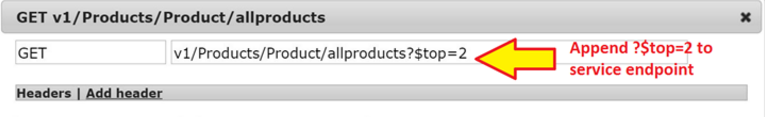 GET v1/Products/Product/allproducts ✖
GET v1/Products/Product/allproducts?$top=2
Append ?$top=2 to
service endpoint
Headers | Add header